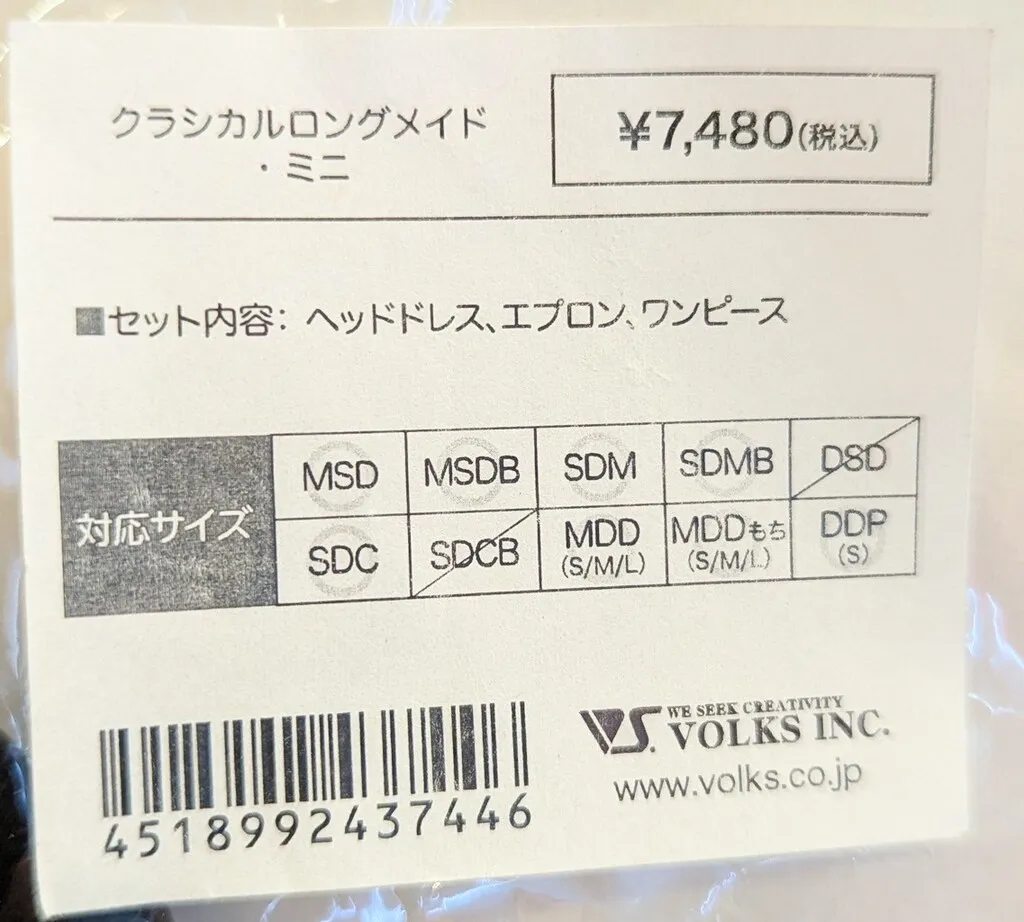 クラシカルロングメイド
・ミニ
¥7,480(税込)
■セット内容: ヘッドドレス、エプロン、ワンピース
対応サイズ
MSD MSDB SDM SDMB DSD
SDC SDCB MDD (S/M/L) MDDもち (S/M/L) DDP (S)
4518992437446
VS. WE SEEK CREATIVITY
VOLKS INC.
www.volks.co.jp